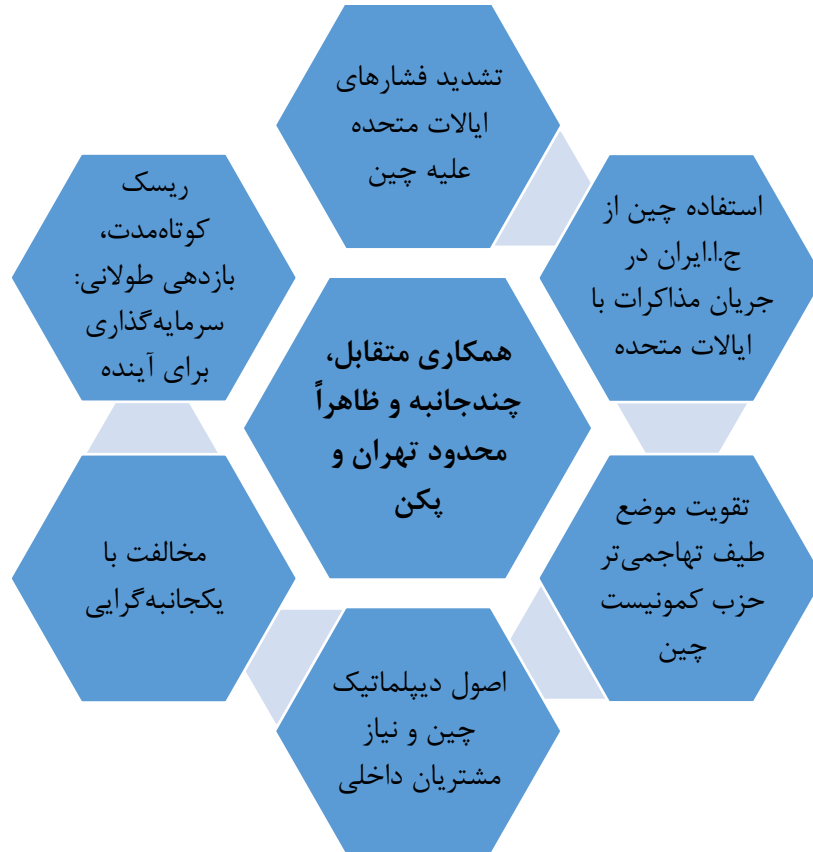 تشدید فشارهای
ایالات متحده
علیه چین
استفاده چین از
ج.ا.ایران در
جریان مذاکرات با
ایالات متحده
تقویت موضع
طیف تهاجمی‌تر
حزب کمونیست
چین
اصول دیپلماتیک
چین و نیاز
مشتریان داخلی
مخالفت با
یکجانبه‌گرایی
ریسک
کوتاه‌مدت،
بازدهی طولانی:
سرمایه‌گذاری
برای آینده
همکاری متقابل،
چندجانبه و ظاهراً
محدود تهران و
پکن